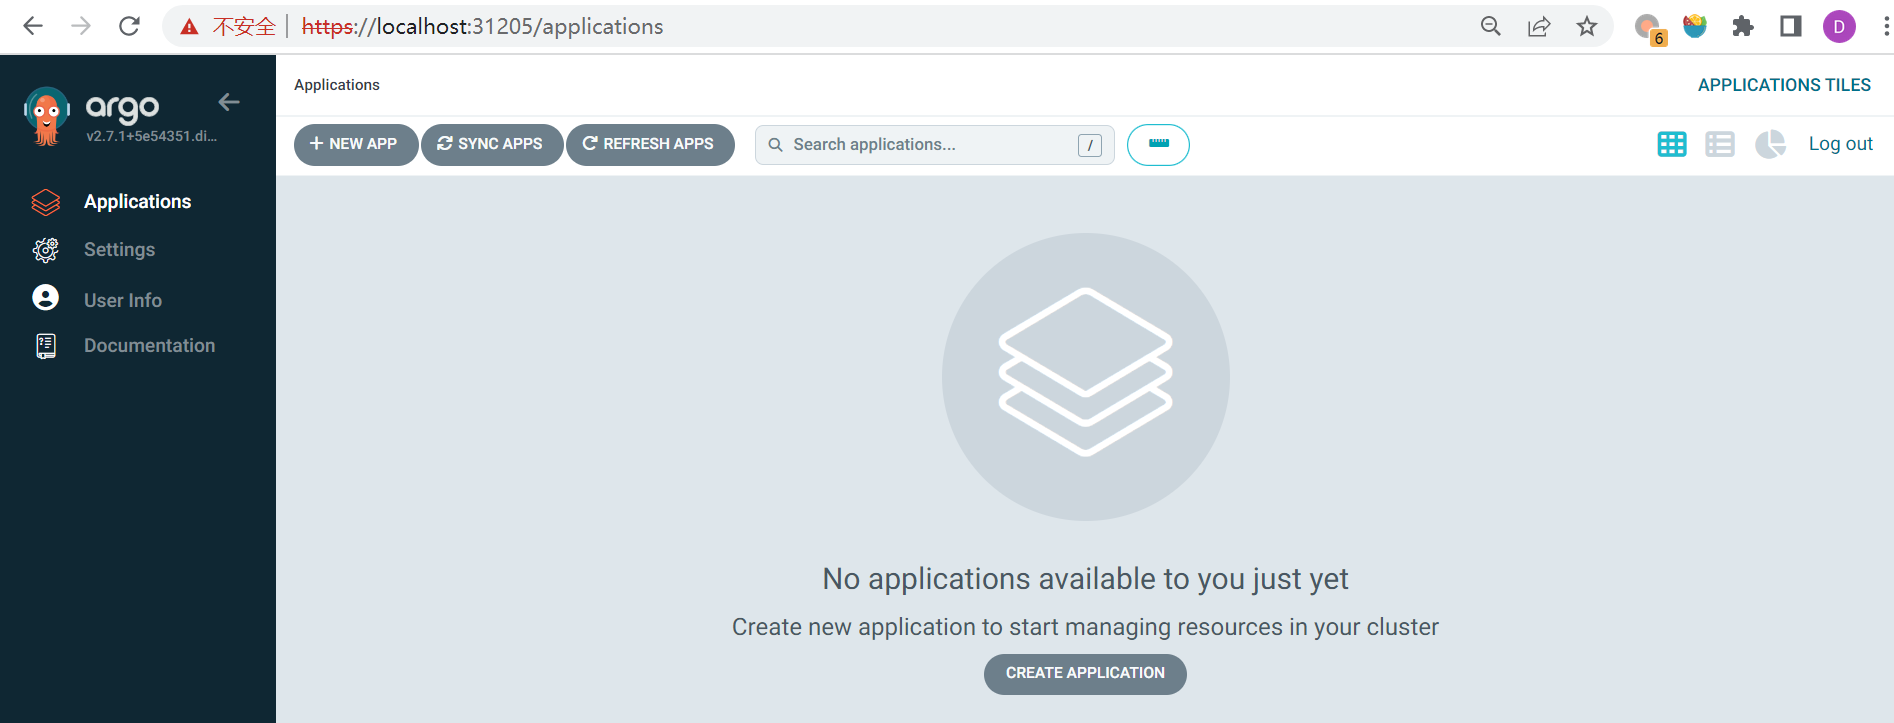 不安全 https://localhost:31205/applications
6
D
argo
v2.7.1+5e54351.di...
Applications
Settings
User Info
Documentation
Applications
APPLICATIONS TILES
NEW APP
SYNC APPS
REFRESH APPS
Search applications...
/
Log out
No applications available to you just yet
Create new application to start managing resources in your cluster
CREATE APPLICATION